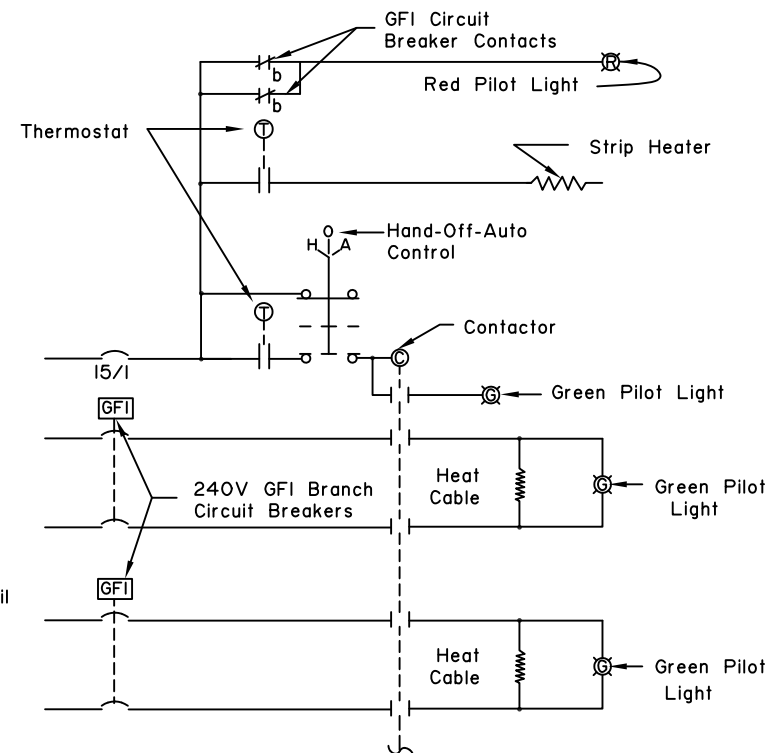 GFI Circuit
Breaker Contacts
R
b
Red Pilot Light
b
Thermostat
T
Strip Heater
O
Hand-Off-Auto
H A
Control
T
Contactor
C
15/1
G
Green Pilot Light
GFI
240V GFI Branch
Circuit Breakers
Heat
Cable
G
Green Pilot
Light
GFI
il
Heat
Cable
G
Green Pilot
Light